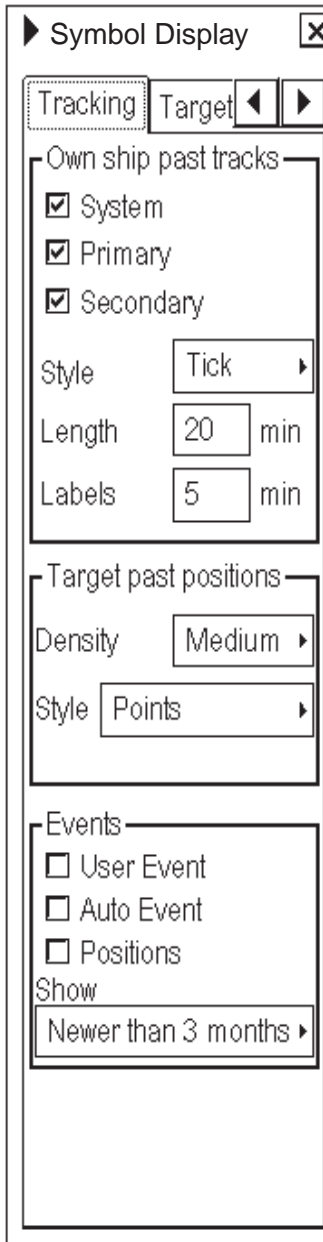 Symbol Display
Tracking Target
Own ship past tracks
System
Primary
Secondary
Style Tick
Length 20 min
Labels 5 min
Target past positions
Density Medium
Style Points
Events
User Event
Auto Event
Positions
Show
Newer than 3 months